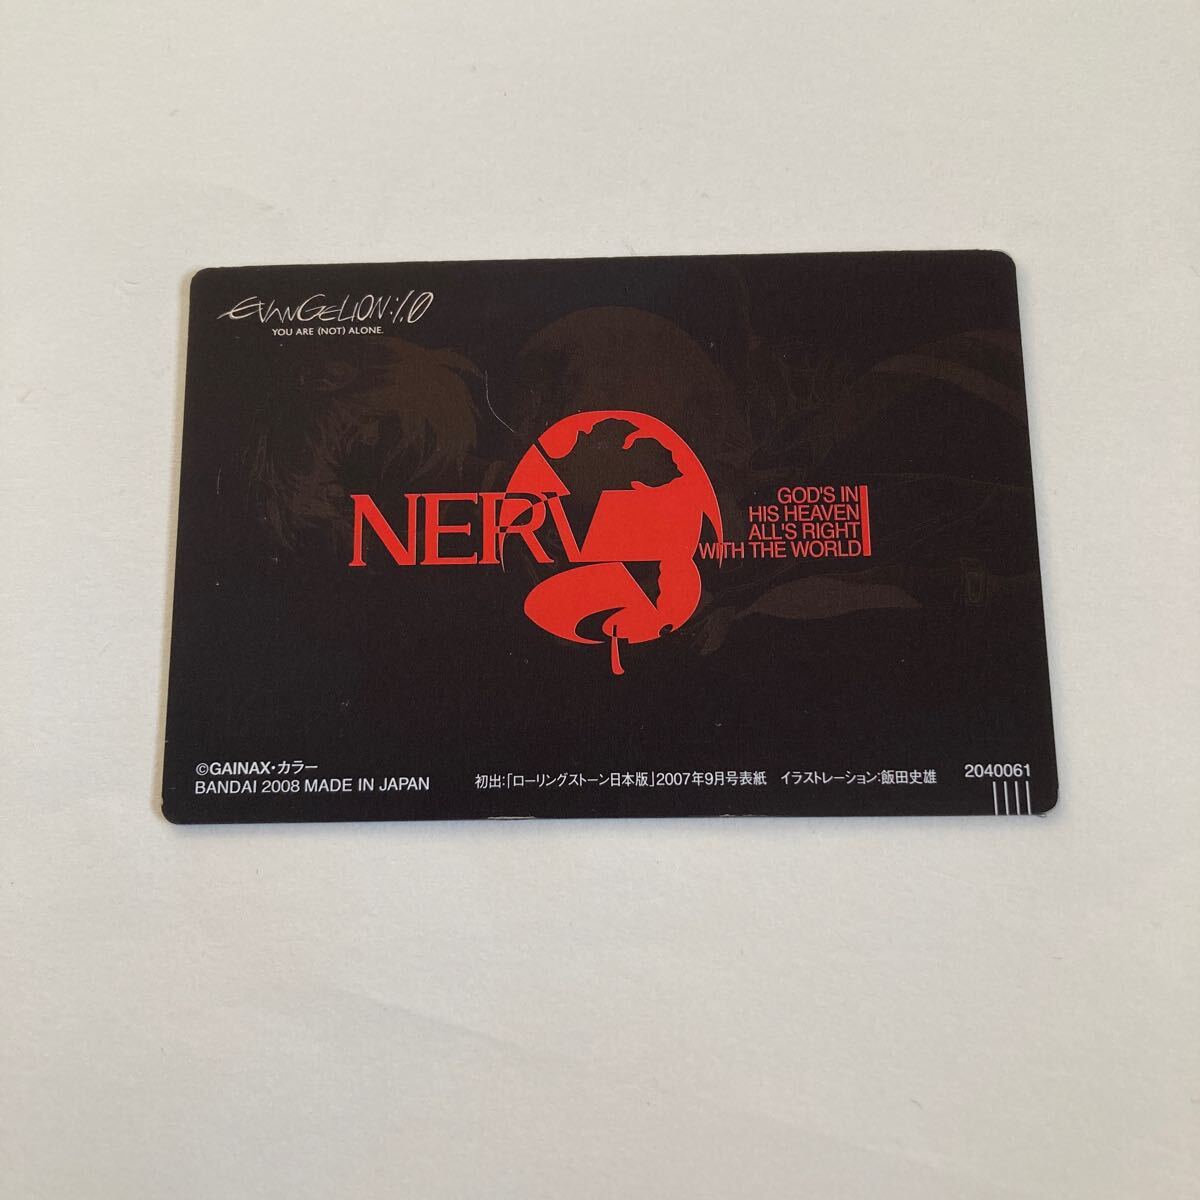 EVANGELION:1.0
YOU ARE (NOT) ALONE.
NERV
GOD'S IN
HIS HEAVEN
ALL'S RIGHT
WITH THE WORLD
©GAINAX・カラー
BANDAI 2008 MADE IN JAPAN
初出:「ローリングストーン日本版」2007年9月号表紙 イラストレーション:飯田史雄
2040061